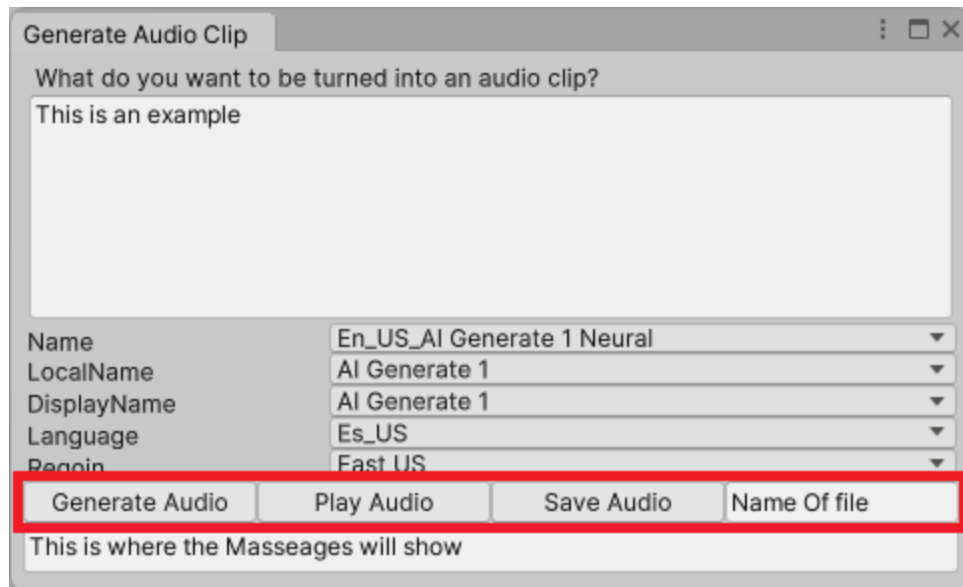 Generate Audio Clip
What do you want to be turned into an audio clip?
This is an example
Name En_US_AI Generate 1 Neural
LocalName AI Generate 1
DisplayName AI Generate 1
Language Es_US
Regoin East US
Generate Audio Play Audio Save Audio Name Of file
This is where the Masseages will show